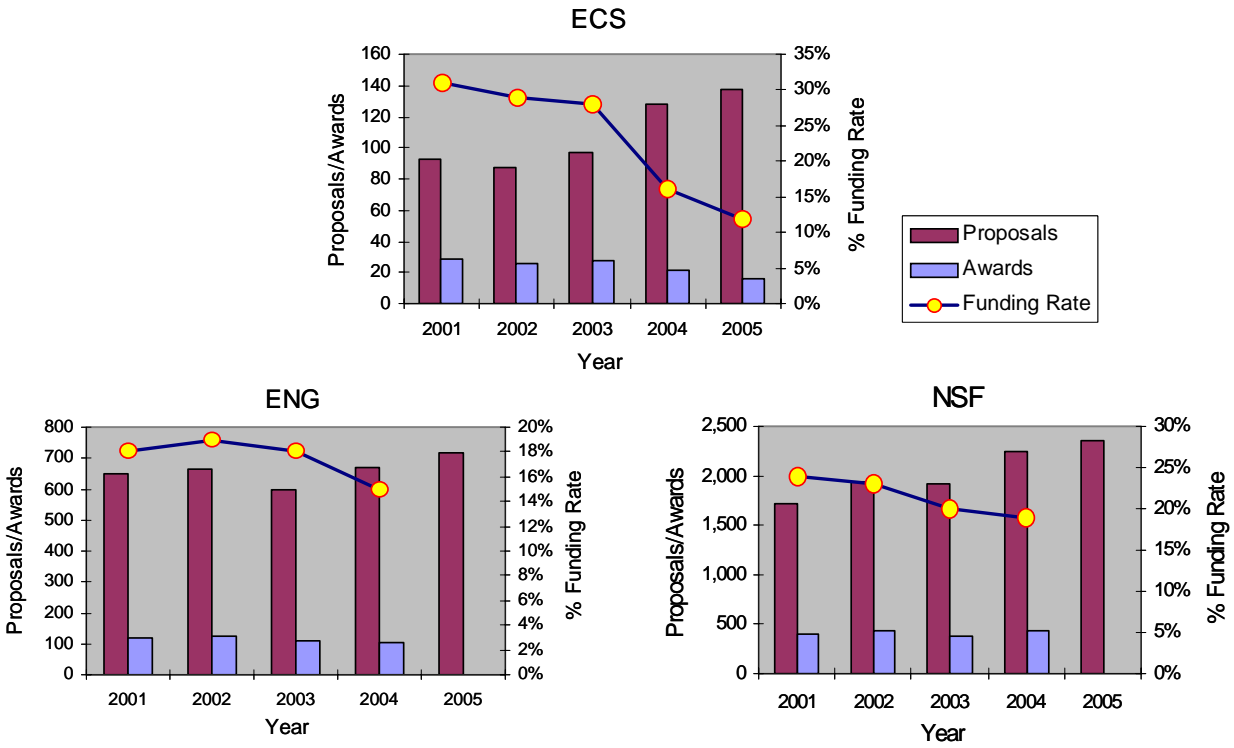 ECS
Proposals/Awards
160
140
120
100
80
60
40
20
0
35%
30%
25%
20%
15%
10%
5%
0%
% Funding Rate
2001 2002 2003 2004 2005
Year
Proposals
Awards
Funding Rate
ENG
Proposals/Awards
800
700
600
500
400
300
200
100
0
20%
18%
16%
14%
12%
10%
8%
6%
4%
2%
0%
% Funding Rate
2001 2002 2003 2004 2005
Year
NSF
Proposals/Awards
2,500
2,000
1,500
1,000
500
0
30%
25%
20%
15%
10%
5%
0%
% Funding Rate
2001 2002 2003 2004 2005
Year